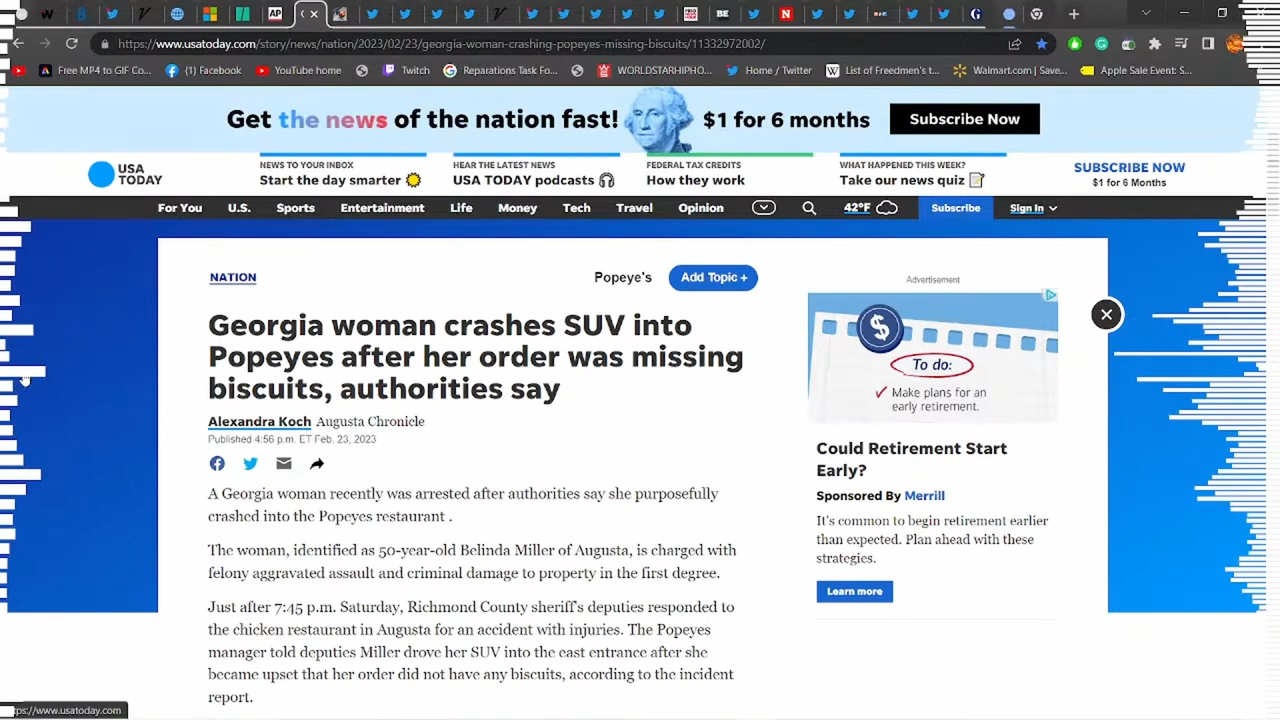 https://www.usatoday.com/story/news/nation/2023/02/23/georgia-woman-crashing-popeyes-missing-biscuits/11332972002/
Free MP4 to GIF Co... (1) Facebook YouTube home Twitch Reputations Task Fo... Home / Twitter List of Freedmen's t... Walmart.com | Save... Apple Sale Event: S...
Get the news of the nation first! $1 for 6 months Subscribe Now
USA TODAY
NEWS TO YOUR INBOX
Start the day smarter
HEAR THE LATEST NEWS
USA TODAY podcasts
FEDERAL TAX CREDITS
How they work
WHAT HAPPENED THIS WEEK?
Take our news quiz
SUBSCRIBE NOW
$1 for 6 Months
For You U.S. Sports Entertainment Life Money Tech Travel Opinion 42°F Subscribe Sign In
NATION
Popeye's Add Topic +
Georgia woman crashes SUV into
Popeyes after her order was missing
biscuits, authorities say
Alexandra Koch Augusta Chronicle
Published 4:56 p.m. ET Feb. 23, 2023
A Georgia woman recently was arrested after authorities say she purposefully
crashed into the Popeyes restaurant .
The woman, identified as 50-year-old Belinda Miller of Augusta, is charged with
felony aggravated assault and criminal damage to property in the first degree.
Just after 7:45 p.m. Saturday, Richmond County sheriff's deputies responded to
the chicken restaurant in Augusta for an accident with injuries. The Popeyes
manager told deputies Miller drove her SUV into the east entrance after she
became upset that her order did not have any biscuits, according to the incident
report.
Advertisement
To do:
Make plans for an
early retirement.
Could Retirement Start
Early?
Sponsored By Merrill
It's common to begin retirement earlier
than expected. Plan ahead with these
strategies.
Learn more
ps://www.usatoday.com